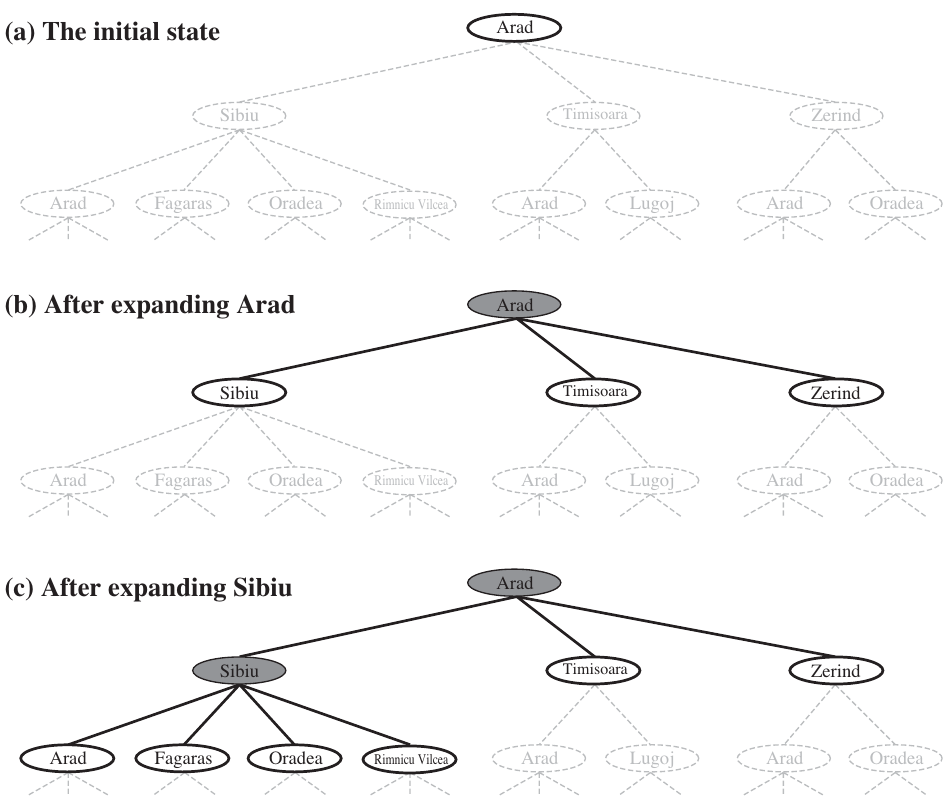 (a) The initial state
Arad
Sibiu Timisoara Zerind
Arad Fagaras Oradea Rimnicu Vilcea Arad Lugoj Arad Oradea
(b) After expanding Arad
Arad
Sibiu Timisoara Zerind
Arad Fagaras Oradea Rimnicu Vilcea Arad Lugoj Arad Oradea
(c) After expanding Sibiu
Arad
Sibiu Timisoara Zerind
Arad Fagaras Oradea Rimnicu Vilcea Arad Lugoj Arad Oradea